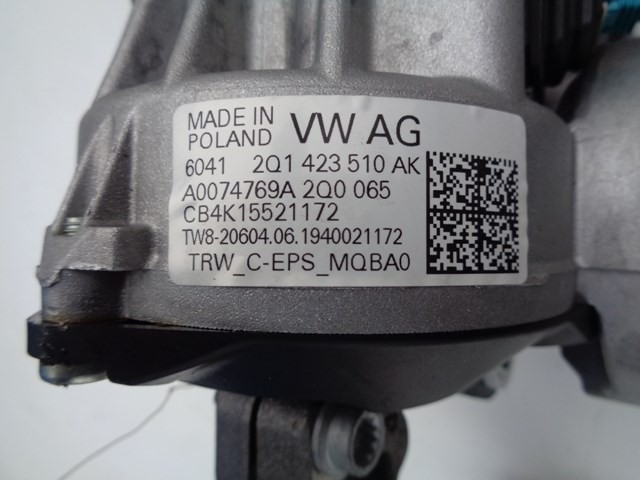 MADE IN
POLAND VW AG
6041 2Q1 423 510 AK
A0074769A 2Q0 065
CB4K15521172
TW8-20604.06.1940021172
TRW_C-EPS_MQBA0